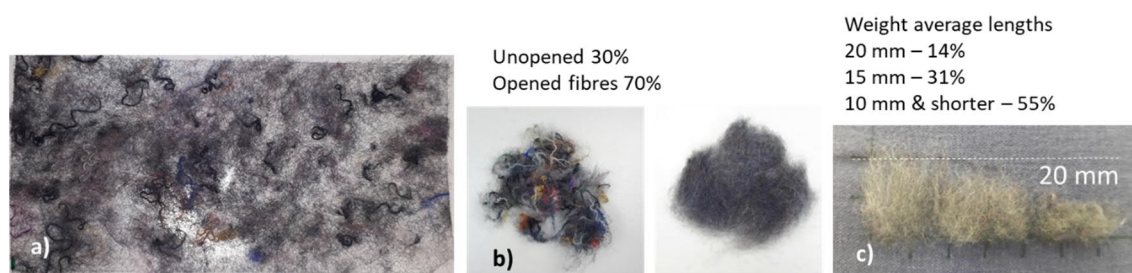 a)
Unopened 30%
Opened fibres 70%
b)
Weight average lengths
20 mm – 14%
15 mm – 31%
10 mm & shorter – 55%
20 mm
c)